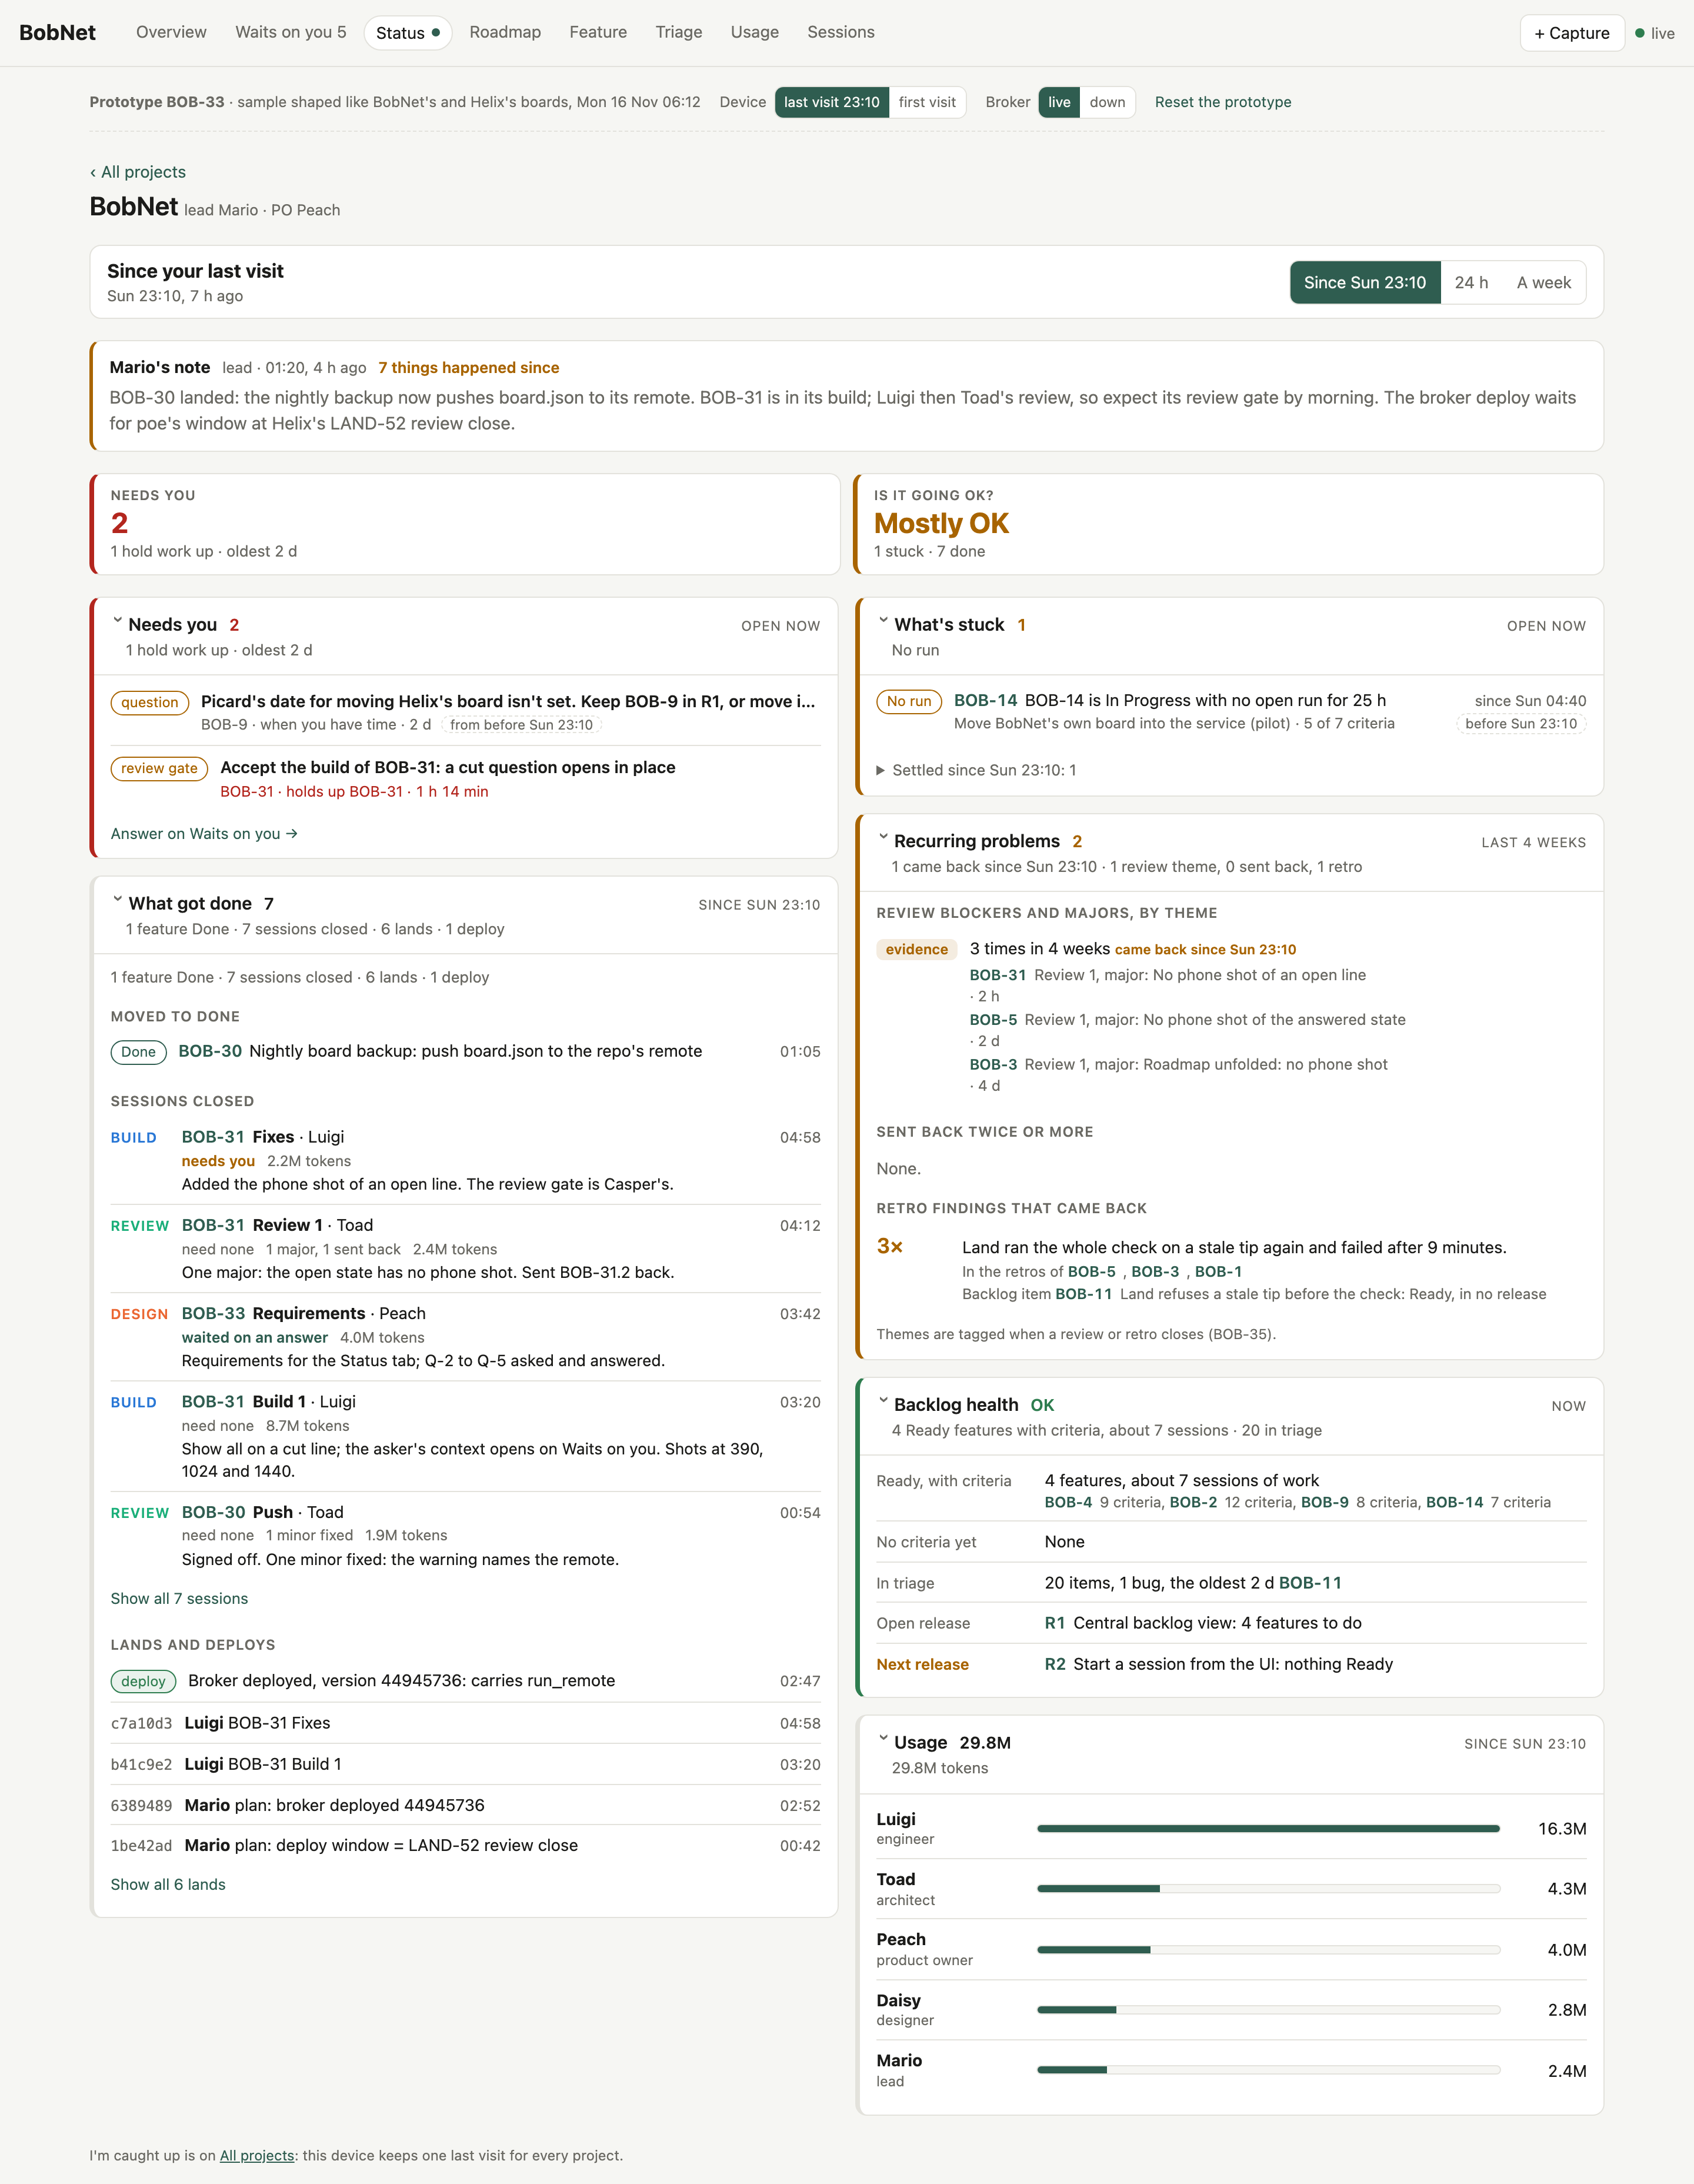 BobNet
Overview
Waits on you 5
Status
Roadmap
Feature
Triage
Usage
Sessions
+ Capture
live
Prototype BOB-33 · sample shaped like BobNet's and Helix's boards, Mon 16 Nov 06:12
Device
last visit 23:10
first visit
Broker
live
down
Reset the prototype
‹ All projects
BobNet lead Mario · PO Peach
Since your last visit
Sun 23:10, 7 h ago
Since Sun 23:10
24 h
A week
Mario's note lead · 01:20, 4 h ago 7 things happened since
BOB-30 landed: the nightly backup now pushes board.json to its remote. BOB-31 is in its build; Luigi then Toad's review, so expect its review gate by morning. The broker deploy waits
for poe's window at Helix's LAND-52 review close.
NEEDS YOU
2
1 hold work up · oldest 2 d
IS IT GOING OK?
Mostly OK
1 stuck · 7 done
Needs you 2
OPEN NOW
1 hold work up · oldest 2 d
question
Picard's date for moving Helix's board isn't set. Keep BOB-9 in R1, or move i...
BOB-9 · when you have time · 2 d from before Sun 23:10
review gate
Accept the build of BOB-31: a cut question opens in place
BOB-31 · holds up BOB-31 · 1 h 14 min
Answer on Waits on you →
What got done 7
SINCE SUN 23:10
1 feature Done · 7 sessions closed · 6 lands · 1 deploy
1 feature Done · 7 sessions closed · 6 lands · 1 deploy
MOVED TO DONE
Done BOB-30 Nightly board backup: push board.json to the repo's remote 01:05
SESSIONS CLOSED
BUILD BOB-31 Fixes · Luigi 04:58
needs you 2.2M tokens
Added the phone shot of an open line. The review gate is Casper's.
REVIEW BOB-31 Review 1 · Toad 04:12
need none 1 major, 1 sent back 2.4M tokens
One major: the open state has no phone shot. Sent BOB-31.2 back.
DESIGN BOB-33 Requirements · Peach 03:42
waited on an answer 4.0M tokens
Requirements for the Status tab; Q-2 to Q-5 asked and answered.
BUILD BOB-31 Build 1 · Luigi 03:20
need none 8.7M tokens
Show all on a cut line; the asker's context opens on Waits on you. Shots at 390,
1024 and 1440.
REVIEW BOB-30 Push · Toad 00:54
need none 1 minor fixed 1.9M tokens
Signed off. One minor fixed: the warning names the remote.
Show all 7 sessions
LANDS AND DEPLOYS
deploy Broker deployed, version 44945736: carries run_remote 02:47
c7a10d3 Luigi BOB-31 Fixes 04:58
b41c9e2 Luigi BOB-31 Build 1 03:20
6389489 Mario plan: broker deployed 44945736 02:52
1be42ad Mario plan: deploy window = LAND-52 review close 00:42
Show all 6 lands
What's stuck 1
OPEN NOW
No run
No run BOB-14 BOB-14 is In Progress with no open run for 25 h since Sun 04:40
Move BobNet's own board into the service (pilot) · 5 of 7 criteria before Sun 23:10
▶ Settled since Sun 23:10: 1
Recurring problems 2
LAST 4 WEEKS
1 came back since Sun 23:10 · 1 review theme, 0 sent back, 1 retro
REVIEW BLOCKERS AND MAJORS, BY THEME
evidence 3 times in 4 weeks came back since Sun 23:10
BOB-31 Review 1, major: No phone shot of an open line
· 2 h
BOB-5 Review 1, major: No phone shot of the answered state
· 2 d
BOB-3 Review 1, major: Roadmap unfolded: no phone shot
· 4 d
SENT BACK TWICE OR MORE
None.
RETRO FINDINGS THAT CAME BACK
3× Land ran the whole check on a stale tip again and failed after 9 minutes.
In the retros of BOB-5 , BOB-3 , BOB-1
Backlog item BOB-11 Land refuses a stale tip before the check: Ready, in no release
Themes are tagged when a review or retro closes (BOB-35).
Backlog health OK
NOW
4 Ready features with criteria, about 7 sessions · 20 in triage
Ready, with criteria 4 features, about 7 sessions of work
BOB-4 9 criteria, BOB-2 12 criteria, BOB-9 8 criteria, BOB-14 7 criteria
No criteria yet None
In triage 20 items, 1 bug, the oldest 2 d BOB-11
Open release R1 Central backlog view: 4 features to do
Next release R2 Start a session from the UI: nothing Ready
Usage 29.8M
SINCE SUN 23:10
29.8M tokens
Luigi
engineer
16.3M
Toad
architect
4.3M
Peach
product owner
4.0M
Daisy
designer
2.8M
Mario
lead
2.4M
I'm caught up is on All projects: this device keeps one last visit for every project.